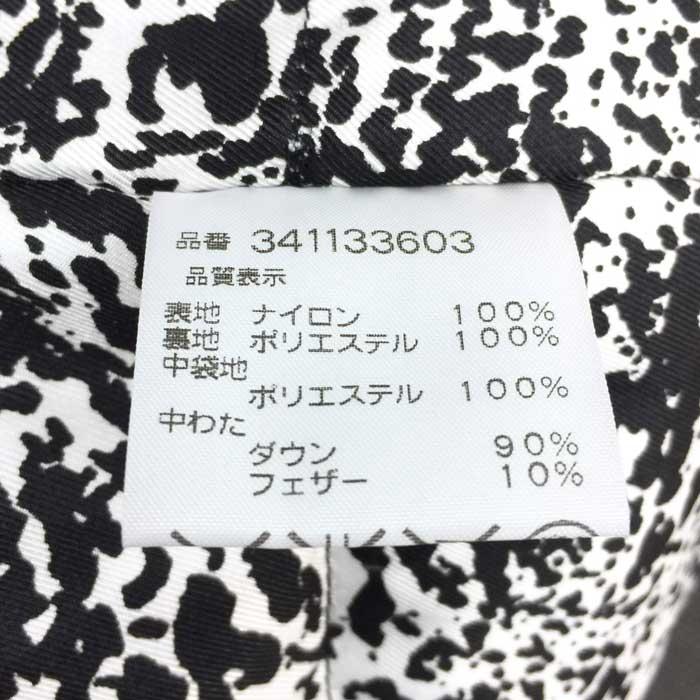 品番 341133603
品質表示
表地 ナイロン 100%
裏地 ポリエステル 100%
中袋地
ポリエステル 100%
中わた
ダウン 90%
フェザー 10%